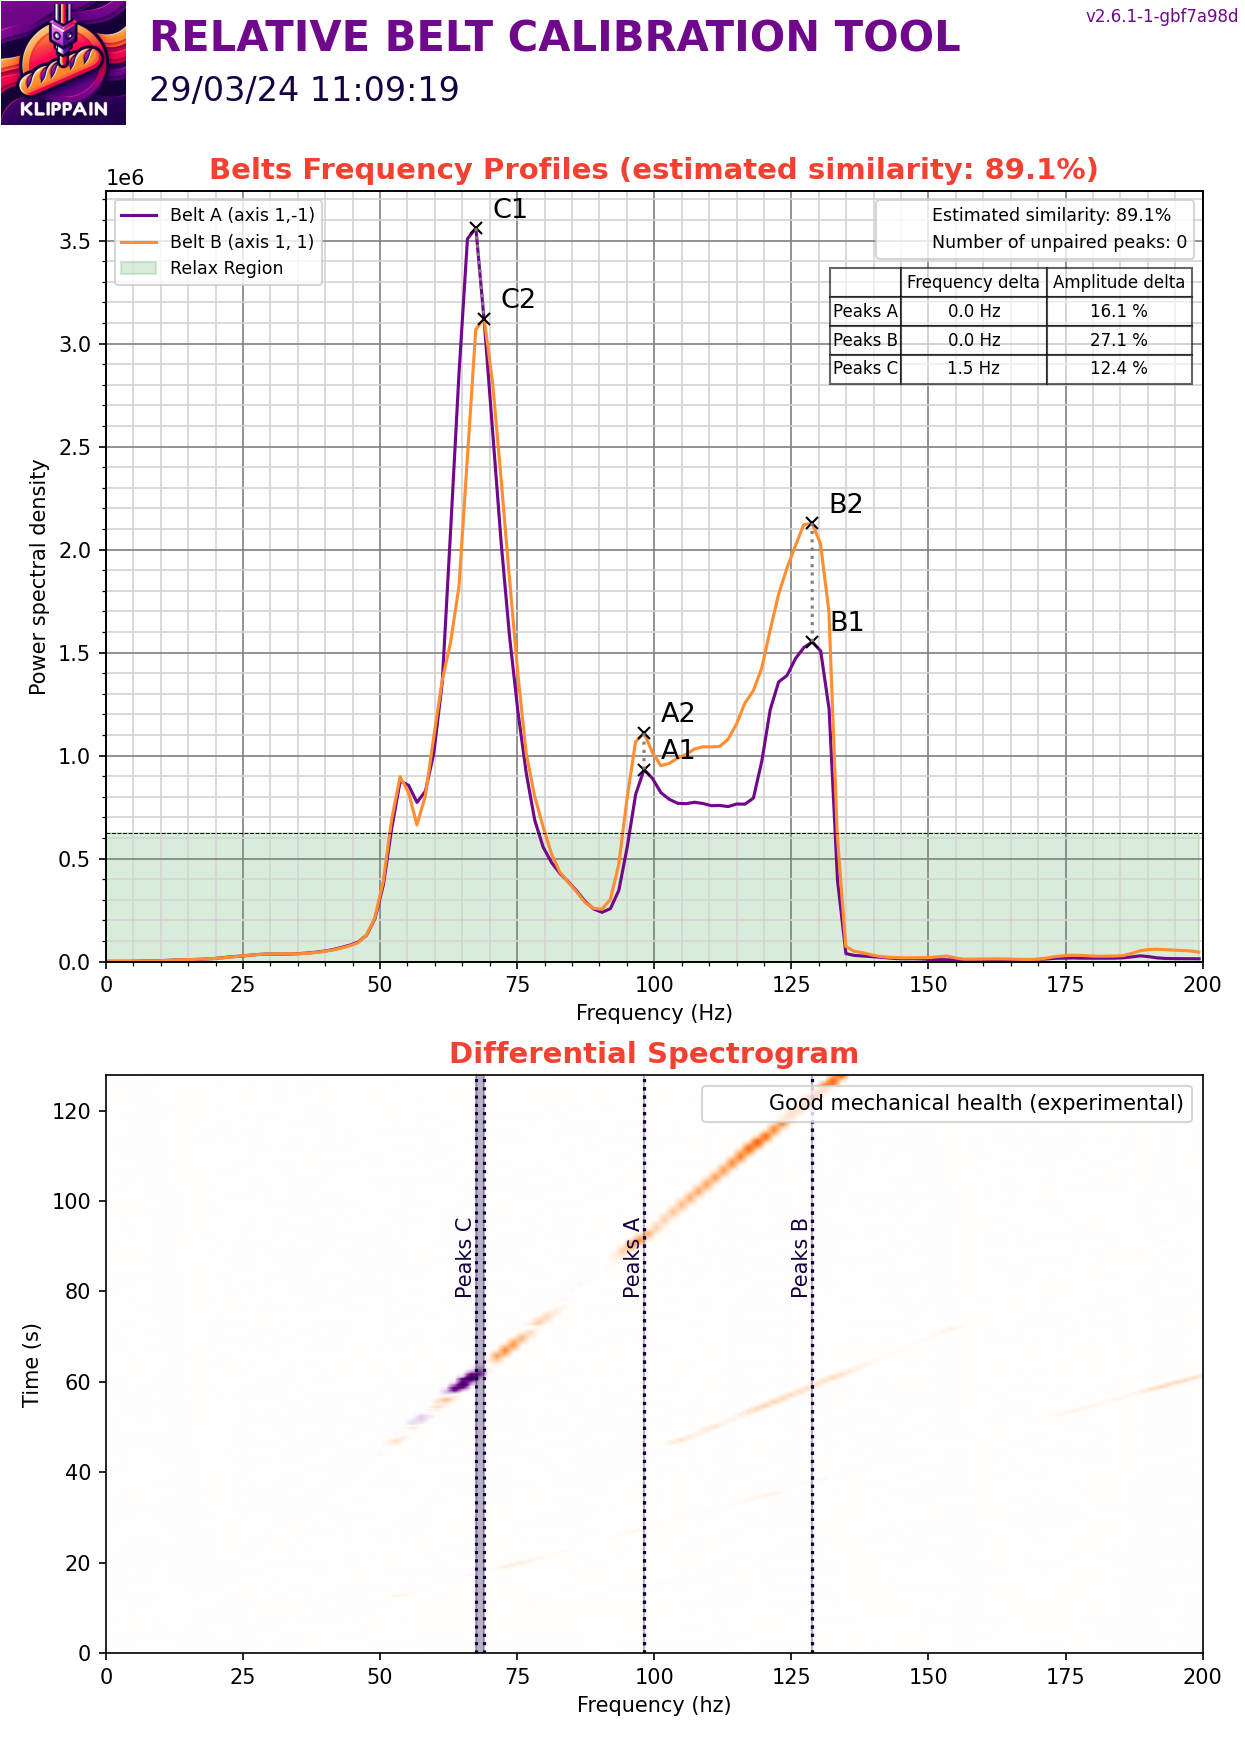 v2.6.1-1-gbf7a98d
RELATIVE BELT CALIBRATION TOOL
29/03/24 11:09:19
KLIPPAIN
Belts Frequency Profiles (estimated similarity: 89.1%)
1e6
Belt A (axis 1,-1)
Belt B (axis 1, 1)
Relax Region
Estimated similarity: 89.1%
Number of unpaired peaks: 0
Frequency delta Amplitude delta
Peaks A 0.0 Hz 16.1 %
Peaks B 0.0 Hz 27.1 %
Peaks C 1.5 Hz 12.4 %
C1
C2
B2
B1
A2
A1
3.5
3.0
2.5
2.0
1.5
1.0
0.5
0.0
Power spectral density
0 25 50 75 100 125 150 175 200
Frequency (Hz)
Differential Spectrogram
Good mechanical health (experimental)
Peaks C
Peaks A
Peaks B
120
100
80
60
40
20
0
Time (s)
0 25 50 75 100 125 150 175 200
Frequency (hz)